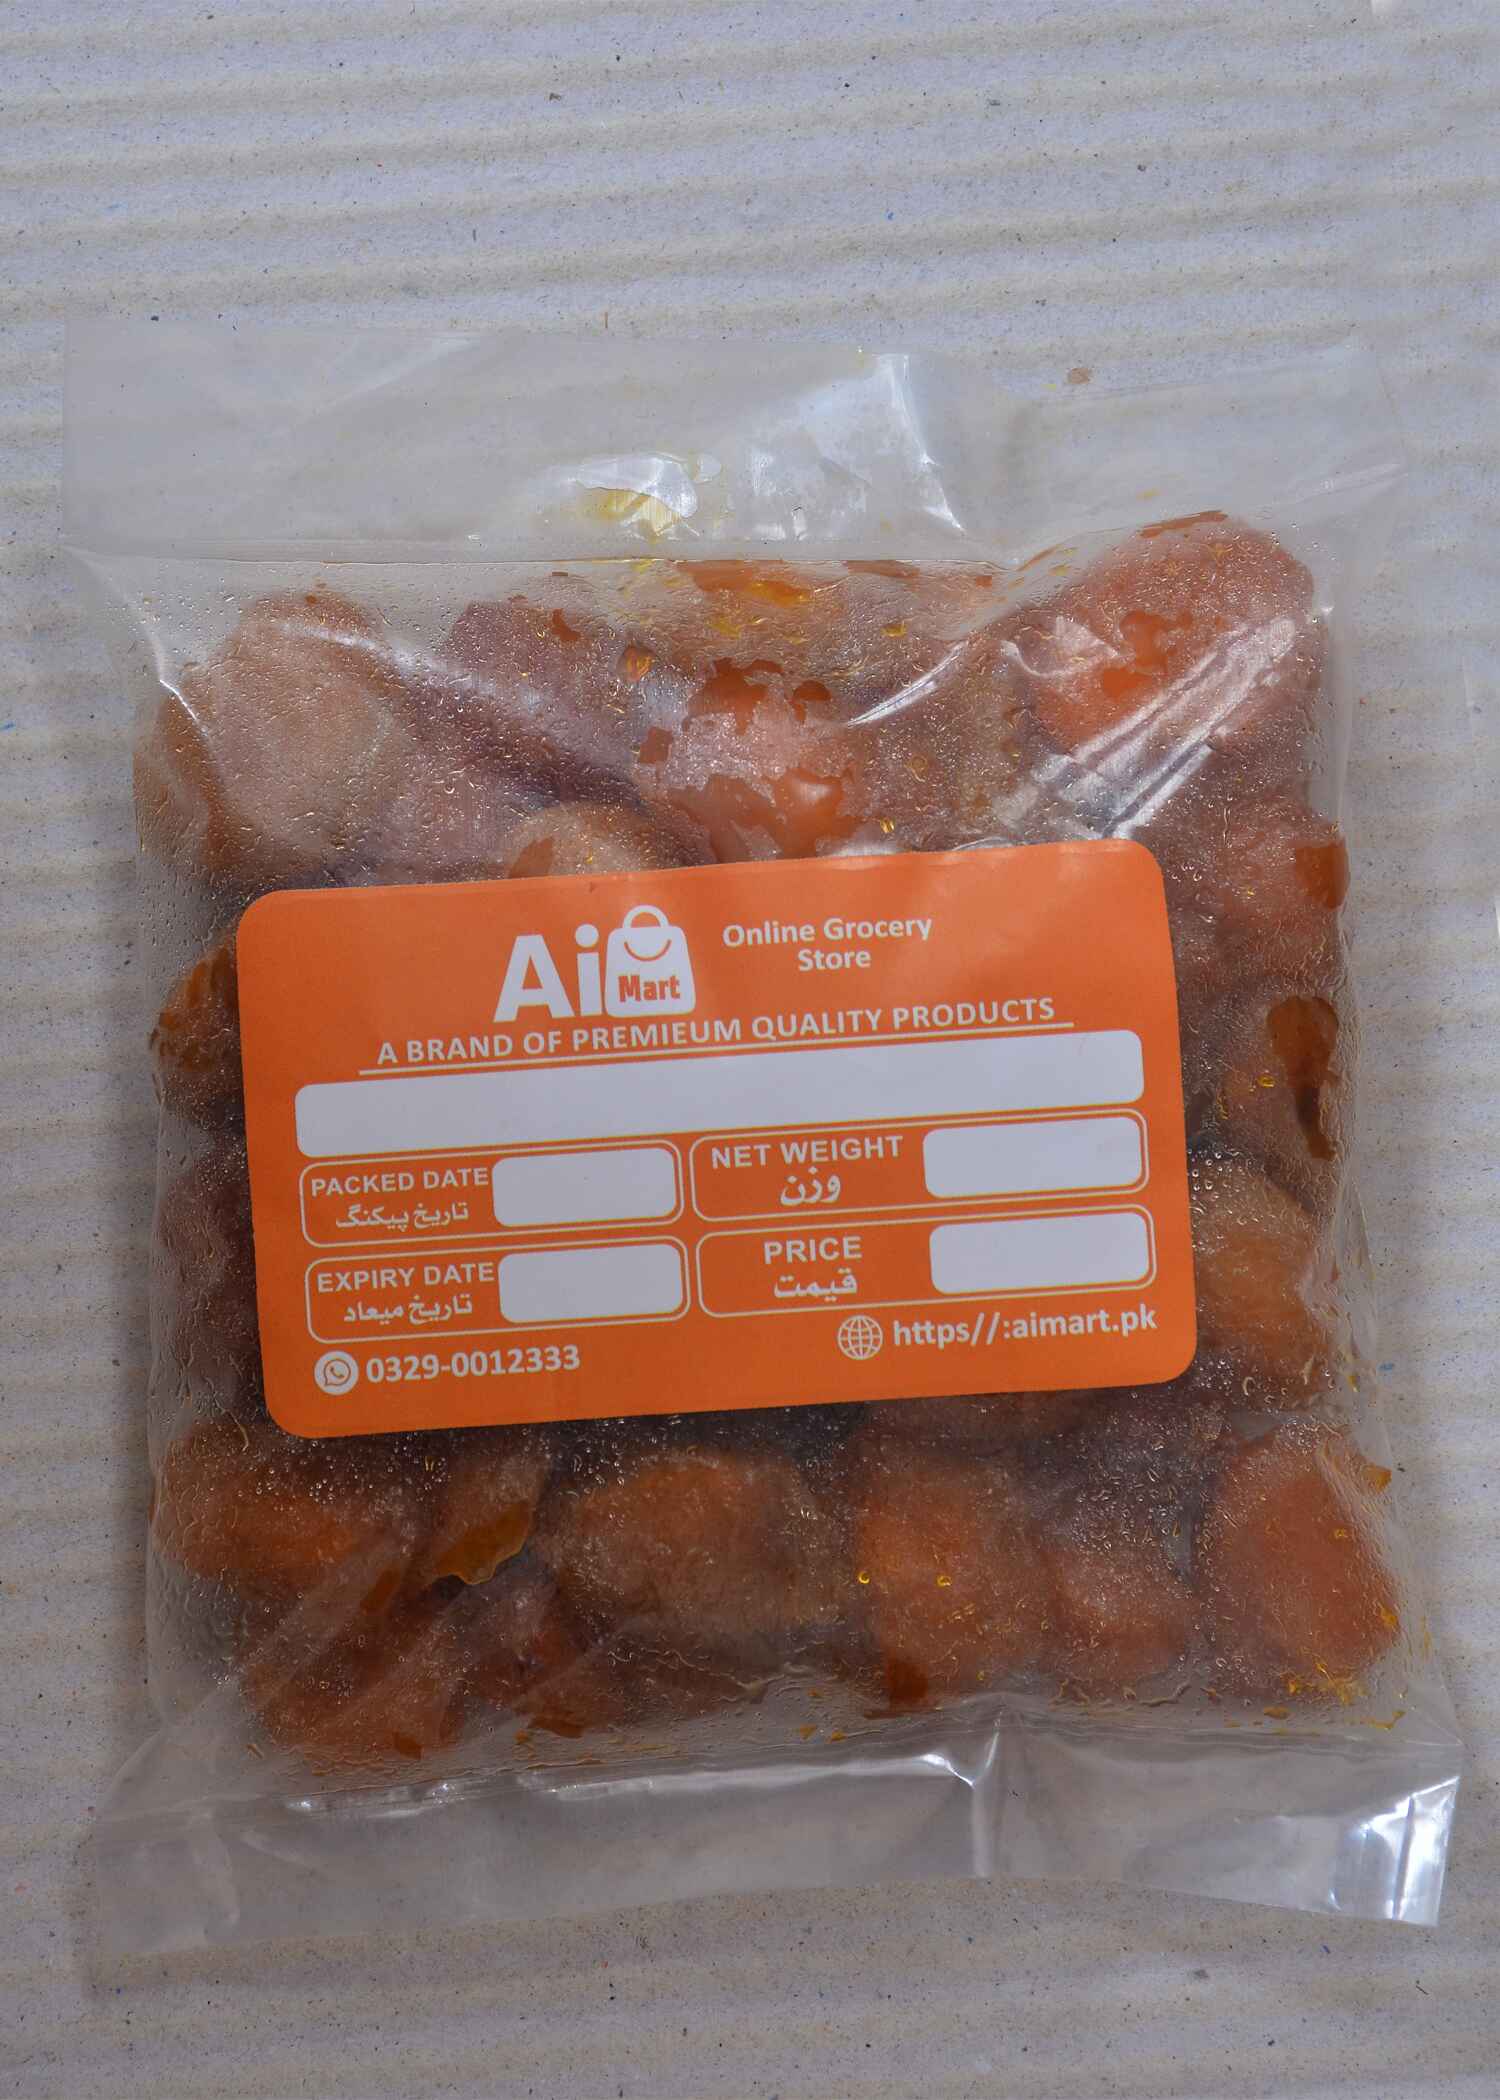 Ai Mart
Online Grocery
Store
A BRAND OF PREMIEUM QUALITY PRODUCTS
PACKED DATE
تاریخ پیکنگ
NET WEIGHT
وزن
EXPIRY DATE
تاریخ میعاد
PRICE
قیمت
0329-0012333
https//:aimart.pk